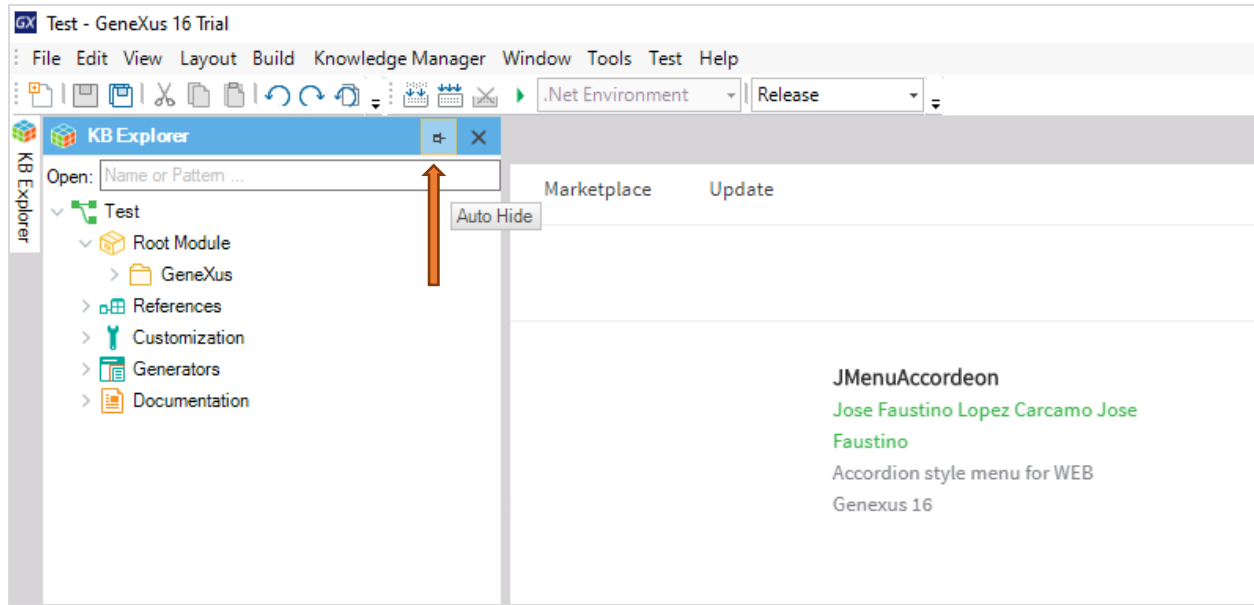 GX Test - GeneXus 16 Trial
File Edit View Layout Build Knowledge Manager Window Tools Test Help
.Net Environment Release
KB Explorer
KB Explorer
Open: Name or Pattern ...
Marketplace Update
Test
Auto Hide
Root Module
GeneXus
References
Customization
Generators
Documentation
JMenuAccordeon
Jose Faustino Lopez Carcamo Jose
Faustino
Accordion style menu for WEB
Genexus 16